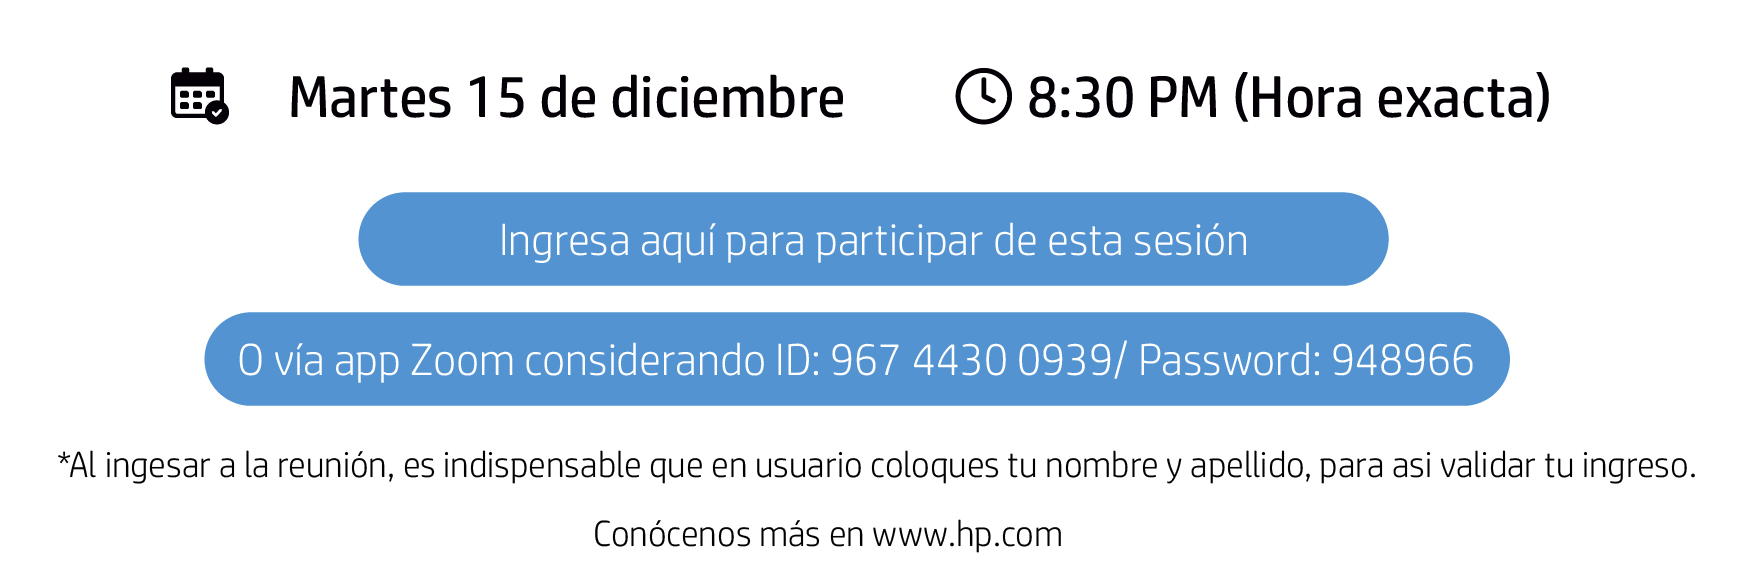 Martes 15 de diciembre
8:30 PM (Hora exacta)
Ingresa aquí para participar de esta sesión
O vía app Zoom considerando ID: 967 4430 0939/ Password: 948966
*Al ingesar a la reunión, es indispensable que en usuario coloques tu nombre y apellido, para asi validar tu ingreso.
Conócenos más en www.hp.com